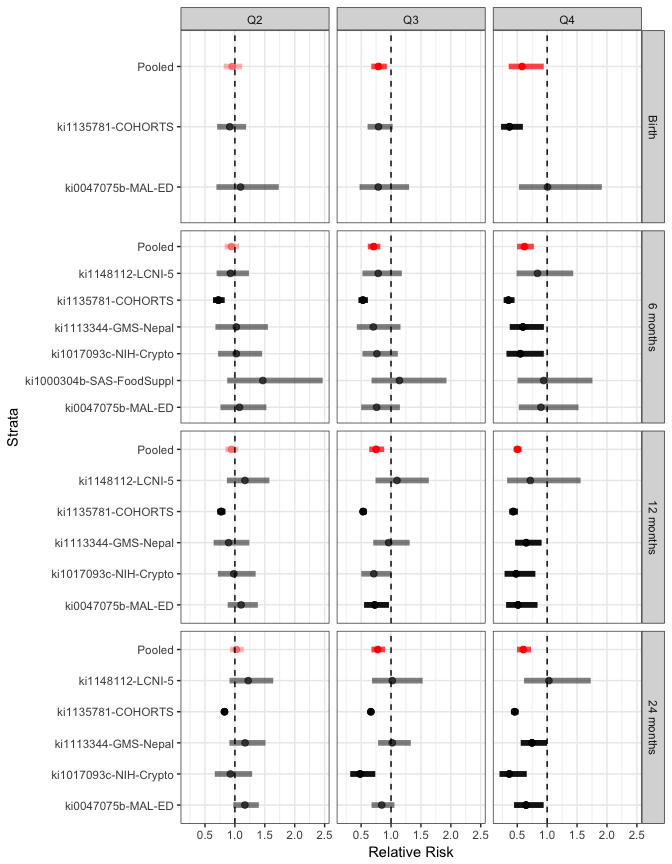 Q2 Q3 Q4
Strata
Pooled
ki1135781-COHORTS
ki0047075b-MAL-ED
Birth
Pooled
ki1148112-LCNI-5
ki1135781-COHORTS
ki1113344-GMS-Nepal
ki1017093c-NIH-Crypto
ki1000304b-SAS-FoodSuppl
ki0047075b-MAL-ED
6 months
Pooled
ki1148112-LCNI-5
ki1135781-COHORTS
ki1113344-GMS-Nepal
ki1017093c-NIH-Crypto
ki0047075b-MAL-ED
12 months
Pooled
ki1148112-LCNI-5
ki1135781-COHORTS
ki1113344-GMS-Nepal
ki1017093c-NIH-Crypto
ki0047075b-MAL-ED
24 months
0.5 1.0 1.5 2.0 2.5 0.5 1.0 1.5 2.0 2.5 0.5 1.0 1.5 2.0 2.5
Relative Risk